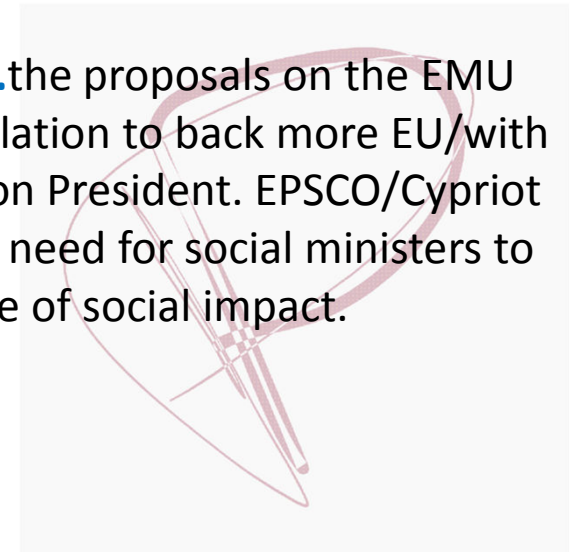 .the proposals on the EMU
lation to back more EU/with
on President. EPSCO/Cypriot
need for social ministers to
e of social impact.